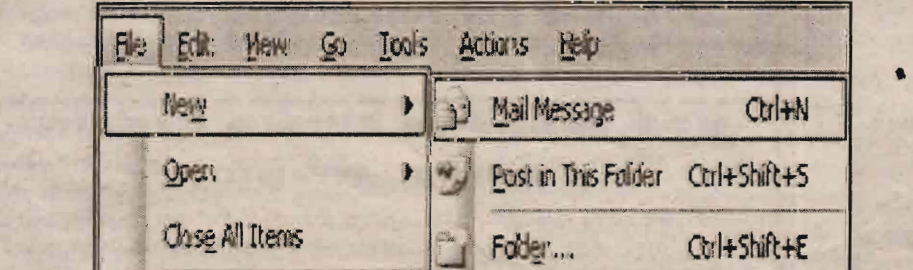 File Edit View Go Tools Actions Help
New Mail Message Ctrl+N
Open Post in This Folder Ctrl+Shift+S
Close All Items Folder... Ctrl+Shift+E